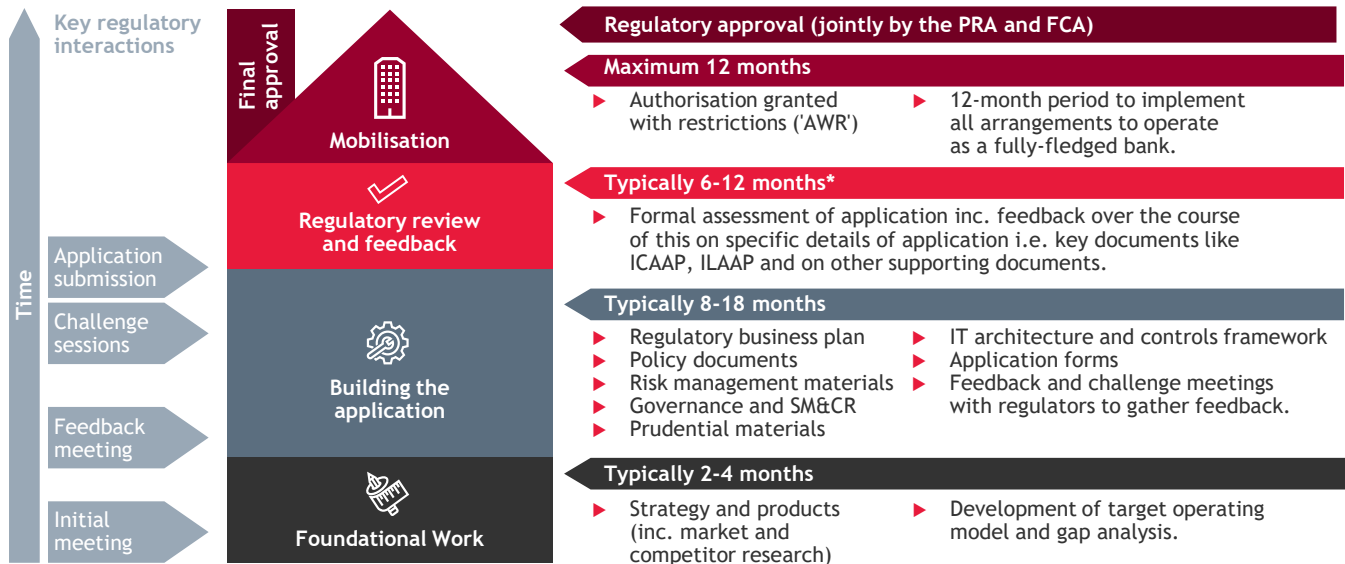 Key regulatory
interactions
Time
Application
submission
Challenge
sessions
Feedback
meeting
Initial
meeting
Final
approval
Mobilisation
Regulatory review
and feedback
Building the
application
Foundational Work
Regulatory approval (jointly by the PRA and FCA)
Maximum 12 months
Authorisation granted
with restrictions ('AWR')
12-month period to implement
all arrangements to operate
as a fully-fledged bank.
Typically 6-12 months*
Formal assessment of application inc. feedback over the course
of this on specific details of application i.e. key documents like
ICAAP, ILAAP and on other supporting documents.
Typically 8-18 months
Regulatory business plan
Policy documents
Risk management materials
Governance and SM&CR
Prudential materials
IT architecture and controls framework
Application forms
Feedback and challenge meetings
with regulators to gather feedback.
Typically 2-4 months
Strategy and products
(inc. market and
competitor research)
Development of target operating
model and gap analysis.